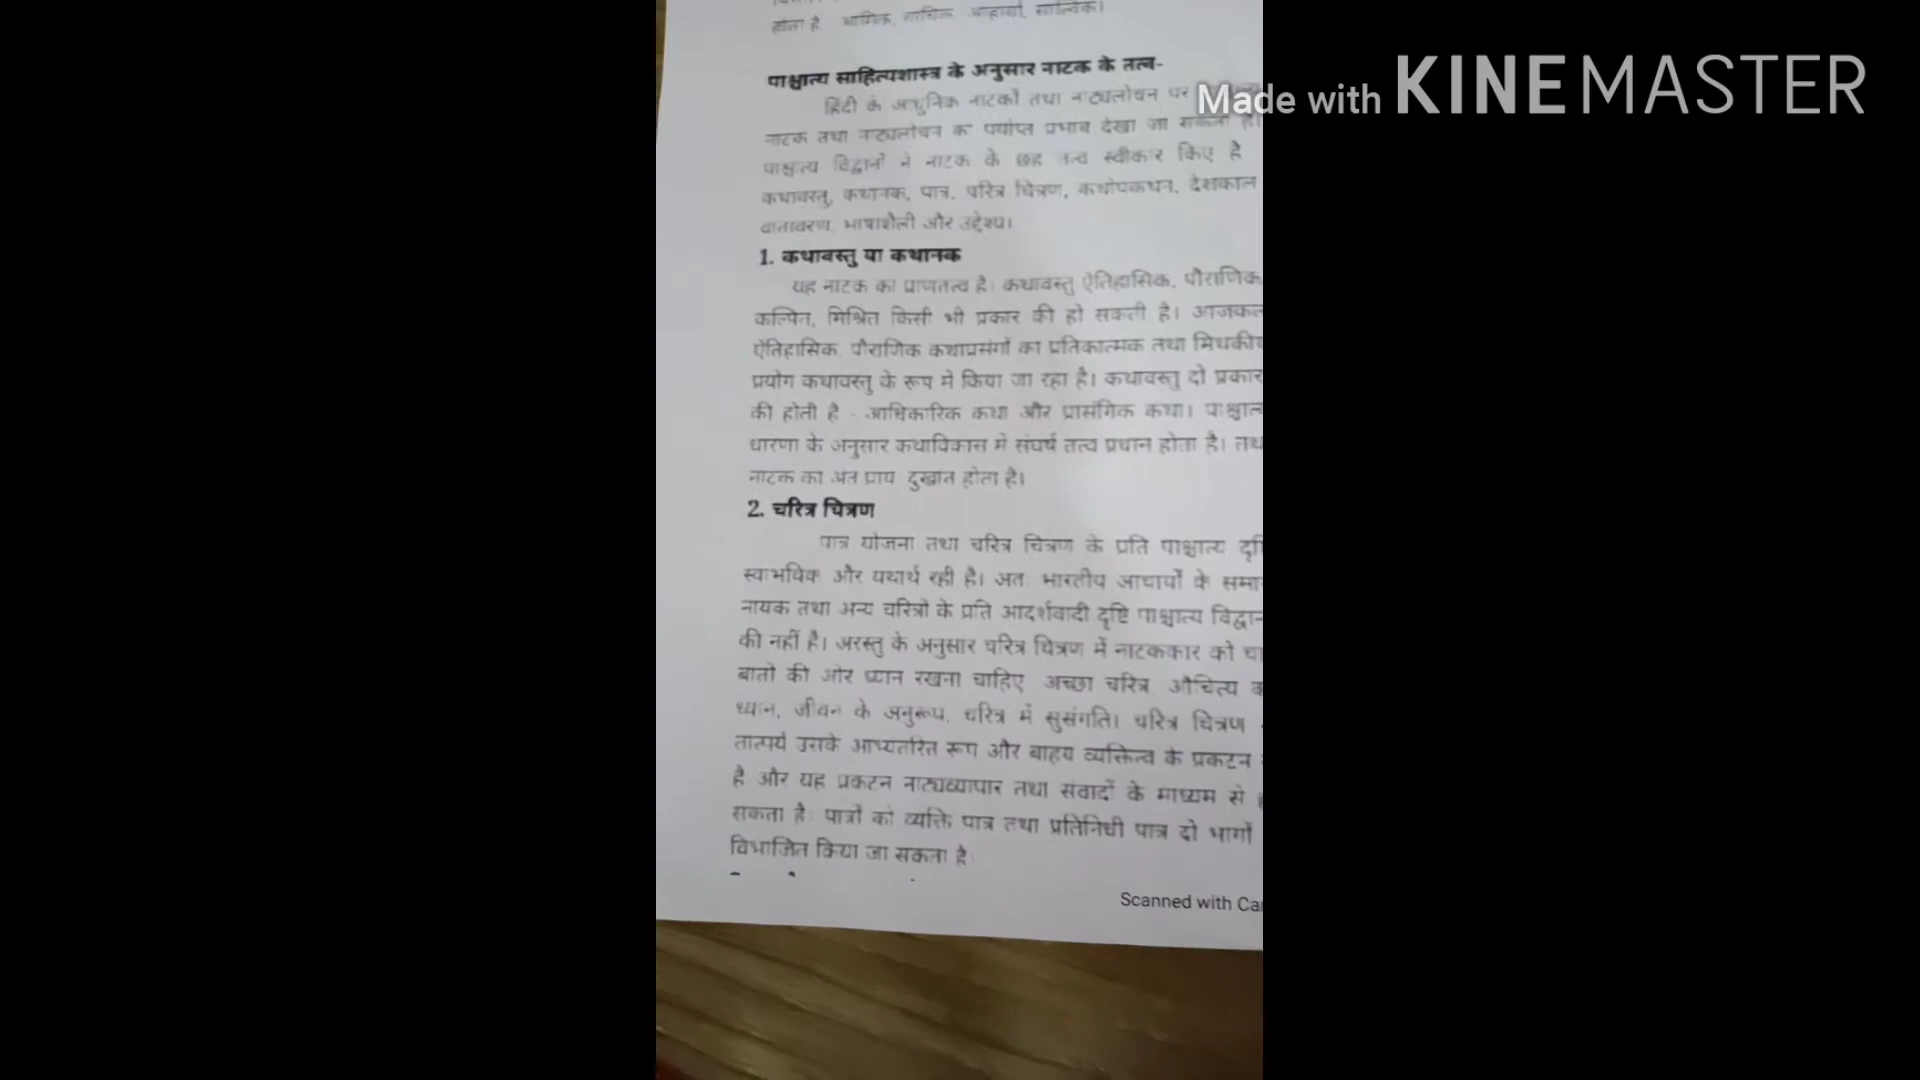 होता है आंगिक, वाचिक, आहार्या, सात्विक।
पाश्चात्य साहित्यशास्त्र के अनुसार नाटक के तत्व-
हिंदी के आधुनिक नाटकों तथा नाट्यलोचन पर
नाटक तथा नाट्यलोचन का पर्याप्त प्रभाव देखा जा सकता है।
पाश्चात्य विद्वानों ने नाटक के छह तत्व स्वीकार किए है
कथावस्तु, कथानक, पात्र, चरित्र चित्रण, कथोपकथन, देशकाल
वातावरण, भाषाशैली और उद्देश्य।
1. कथावस्तु या कथानक
यह नाटक का प्राणतत्व है। कथावस्तु ऐतिहासिक, पौराणिक,
कल्पित, मिश्रित किसी भी प्रकार की हो सकती है। आजकल
ऐतिहासिक, पौराणिक कथाप्रसंगों का प्रतिकात्मक तथा मिथकीय
प्रयोग कथावस्तु के रूप में किया जा रहा है। कथावस्तु दो प्रकार
की होती है - आधिकारिक कथा और प्रासंगिक कथा।
धारणा के अनुसार कथाविकास में संघर्ष तत्व प्रधान होता है।
नाटक का अंत प्राय: दुखांत होता है।
2. चरित्र चित्रण
पात्र योजना तथा चरित्र चित्रण के प्रति पाश्चात्य
स्वाभविक और यथार्थ रही है। अत: भारतीय आचार्यों के
नायक तथा अन्य चरित्रों के प्रति आदर्शवादी दृष्टि पाश्चात्य
की नहीं है। अरस्तु के अनुसार चरित्र चित्रण में नाटककार को
बातों की ओर ध्यान रखना चाहिए अच्छा चरित्र, औचित्य
ध्यान, जीवन के अनुरूप, चरित्र में सुसंगति। चरित्र चित्रण
तात्पर्य उसके आभ्यंतरित रूप और बाहय व्यक्तित्व के प्रकटन
है और यह प्रकटन नाट्यव्यापार तथा संवादों के माध्यम से
सकता है। पात्रों को व्यक्ति पात्र तथा प्रतिनिधी पात्र दो भागों
विभाजित किया जा सकता है।
Scanned with
Made with KINEMASTER